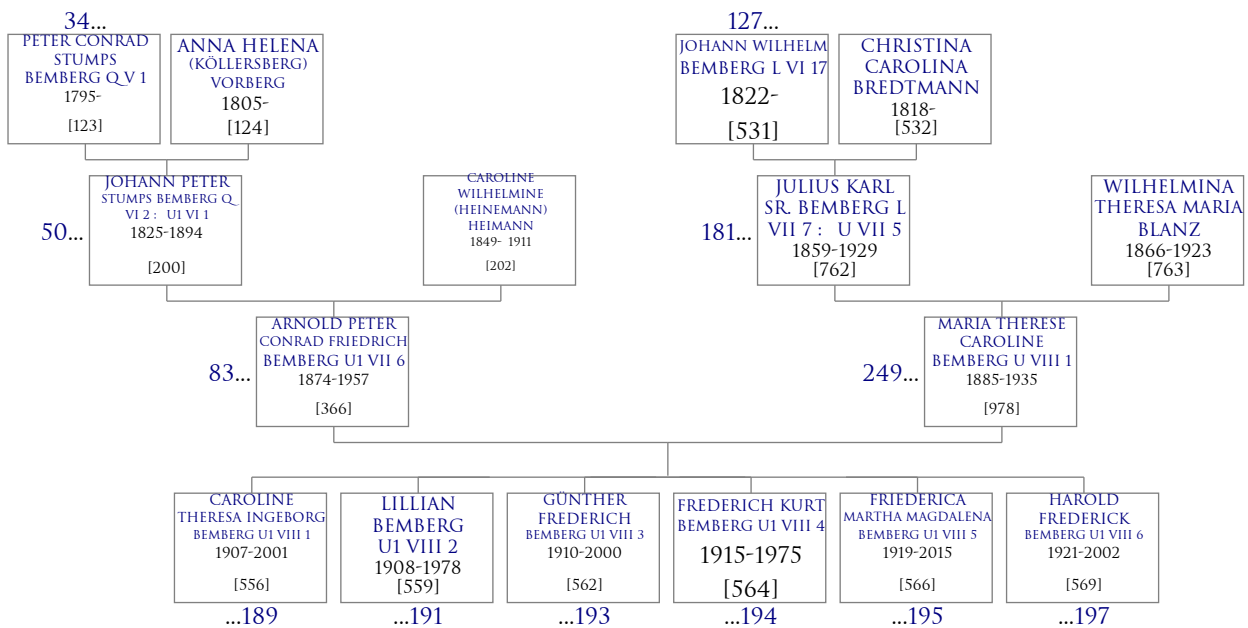 34...
PETER CONRAD
STUMPS
BEMBERG Q V 1
1795-
[123]
ANNA HELENA
(KÖLLERSBERG)
VORBERG
1805-
[124]
127...
JOHANN WILHELM
BEMBERG L VI 17
1822-
[531]
CHRISTINA
CAROLINA
BREDTMANN
1818-
[532]
50...
JOHANN PETER
STUMPS BEMBERG Q
VI 2 : U1 VI 1
1825-1894
[200]
CAROLINE
WILHELMINE
(HEINEMANN)
HEIMANN
1849- 1911
[202]
181...
JULIUS KARL
SR. BEMBERG L
VII 7 : U VII 5
1859-1929
[762]
WILHELMINA
THERESA MARIA
BLANZ
1866-1923
[763]
83...
ARNOLD PETER
CONRAD FRIEDRICH
BEMBERG U1 VII 6
1874-1957
[366]
249...
MARIA THERESE
CAROLINE
BEMBERG U VIII 1
1885-1935
[978]
CAROLINE
THERESA INGEBORG
BEMBERG U1 VIII 1
1907-2001
[556]
...189
LILLIAN
BEMBERG
U1 VIII 2
1908-1978
[559]
...191
GÜNTHER
FREDERICH
BEMBERG U1 VIII 3
1910-2000
[562]
...193
FREDERICH KURT
BEMBERG U1 VIII 4
1915-1975
[564]
...194
FRIEDERICA
MARTHA MAGDALENA
BEMBERG U1 VIII 5
1919-2015
[566]
...195
HAROLD
FREDERICK
BEMBERG U1 VIII 6
1921-2002
[569]
...197